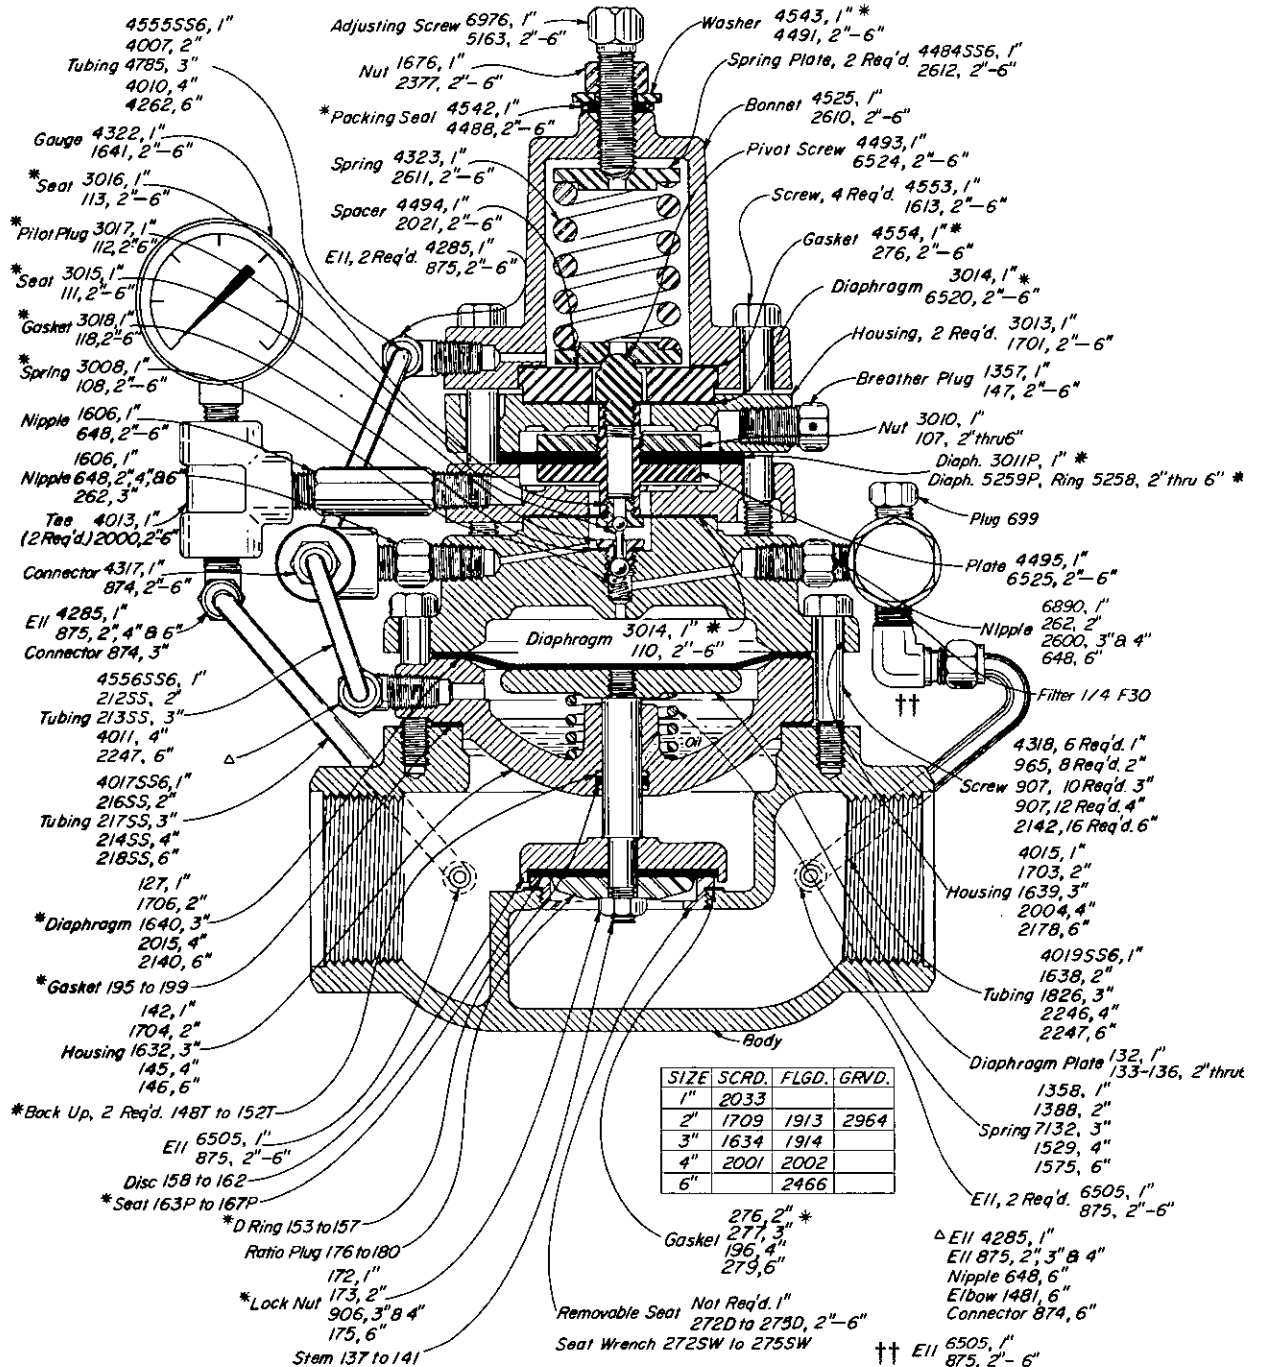 4555SS6, 1"
4007, 2"
Tubing 4785, 3"
4010, 4"
4262, 6"
Gauge 4322, 1"
1641, 2"-6"
*Seat 3016, 1"
113, 2"-6"
*Pilot Plug 3017, 1"
112, 2"6"
*Seat 3015, 1"
111, 2"-6"
*Gasket 3018, 1"
118, 2"-6"
*Spring 3008, 1"
108, 2"-6"
Nipple 1606, 1"
648, 2"-6"
1606, 1"
Nipple 648, 2", 4", & 6"
262, 3"
Tee 4013, 1"
(2 Req'd.) 2000, 2"6"
Connector 4317, 1"
874, 2"-6"
Ell 4285, 1"
875, 2", 4" & 6"
Connector 874, 3"
4556SS6, 1"
212SS, 2"
Tubing 213SS, 3"
4011, 4"
2247, 6"
Δ
4017SS6, 1"
216SS, 2"
Tubing 217SS, 3"
214SS, 4"
218SS, 6"
127, 1"
1706, 2"
*Diaphragm 1640, 3"
2015, 4"
2140, 6"
*Gasket 195 to 199
142, 1"
1704, 2"
Housing 1632, 3"
145, 4"
146, 6"
*Back Up, 2 Req'd. 148T to 152T
Ell 6505, 1"
875, 2"-6"
Disc 158 to 162
*Seat 163P to 167P
*D Ring 153 to 157
Ratio Plug 176 to 180
172, 1"
*Lock Nut 173, 2"
906, 3" & 4"
175, 6"
Stem 137 to 141
Adjusting Screw 6976, 1"
5163, 2"-6"
Nut 1676, 1"
2377, 2"-6"
*Packing Seal 4542, 1"
4488, 2"-6"
Spring 4323, 1"
2611, 2"-6"
Spacer 4494, 1"
2021, 2"-6"
Ell, 2 Req'd. 4285, 1"
875, 2"-6"
Washer 4543, 1" *
4491, 2"-6"
Spring Plate, 2 Req'd. 4484SS6, 1"
2612, 2"-6"
Bonnet 4525, 1"
2610, 2"-6"
Pivot Screw 4493, 1"
6524, 2"-6"
Screw, 4 Req'd. 4553, 1"
1613, 2"-6"
Gasket 4554, 1" *
276, 2"-6"
Diaphragm 3014, 1" *
6520, 2"-6"
Housing, 2 Req'd. 3013, 1"
1701, 2"-6"
Breather Plug 1357, 1"
147, 2"-6"
Nut 3010, 1"
107, 2" thru 6"
Diaph. 3011P, 1" *
Diaph. 5259P, Ring 5258, 2" thru 6" *
Plug 699
Plate 4495, 1"
6525, 2"-6"
6890, 1"
Nipple 262, 2"
2600, 3" & 4"
648, 6"
Filter 1/4 F30
††
Diaphragm 3014, 1" *
110, 2"-6"
Oil
4318, 6 Req'd. 1"
965, 8 Req'd. 2"
Screw 907, 10 Req'd. 3"
907, 12 Req'd. 4"
2142, 16 Req'd. 6"
4015, 1"
1703, 2"
Housing 1639, 3"
2004, 4"
2178, 6"
4019SS6, 1"
1638, 2"
Tubing 1826, 3"
2246, 4"
2247, 6"
Body
Diaphragm Plate 132, 1"
133-136, 2" thru6
1358, 1"
1388, 2"
Spring 7132, 3"
1529, 4"
1575, 6"
Ell, 2 Req'd. 6505, 1"
875, 2"-6"
SIZE SCRD. FLGD. GRVD.
1" 2033
2" 1709 1913 2964
3" 1634 1914
4" 2001 2002
6" 2466
276, 2" *
Gasket 277, 3"
196, 4"
279, 6"
Removable Seat Not Req'd. 1"
272D to 275D, 2"-6"
Seat Wrench 272SW to 275SW
Δ Ell 4285, 1"
Ell 875, 2", 3" & 4"
Nipple 648, 6"
Elbow 1481, 6"
Connector 874, 6"
†† Ell 6505, 1"
875, 2"- 6"